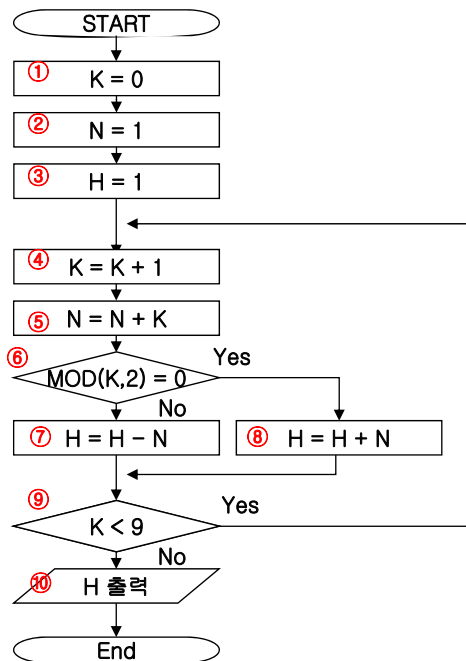 START
① K = 0
② N = 1
③ H = 1
④ K = K + 1
⑤ N = N + K
⑥ MOD(K,2) = 0 Yes
No
⑦ H = H − N ⑧ H = H + N
⑨ K < 9 Yes
No
⑩ H 출력
End